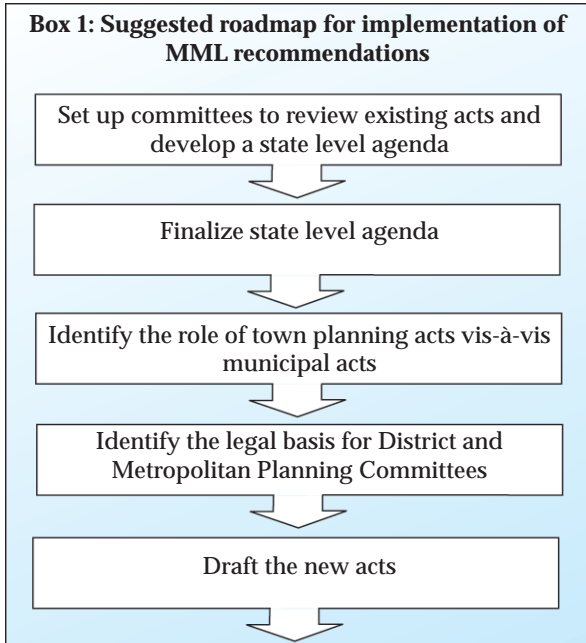 Box 1: Suggested roadmap for implementation of
MML recommendations
Set up committees to review existing acts and
develop a state level agenda
Finalize state level agenda
Identify the role of town planning acts vis-à-vis
municipal acts
Identify the legal basis for District and
Metropolitan Planning Committees
Draft the new acts